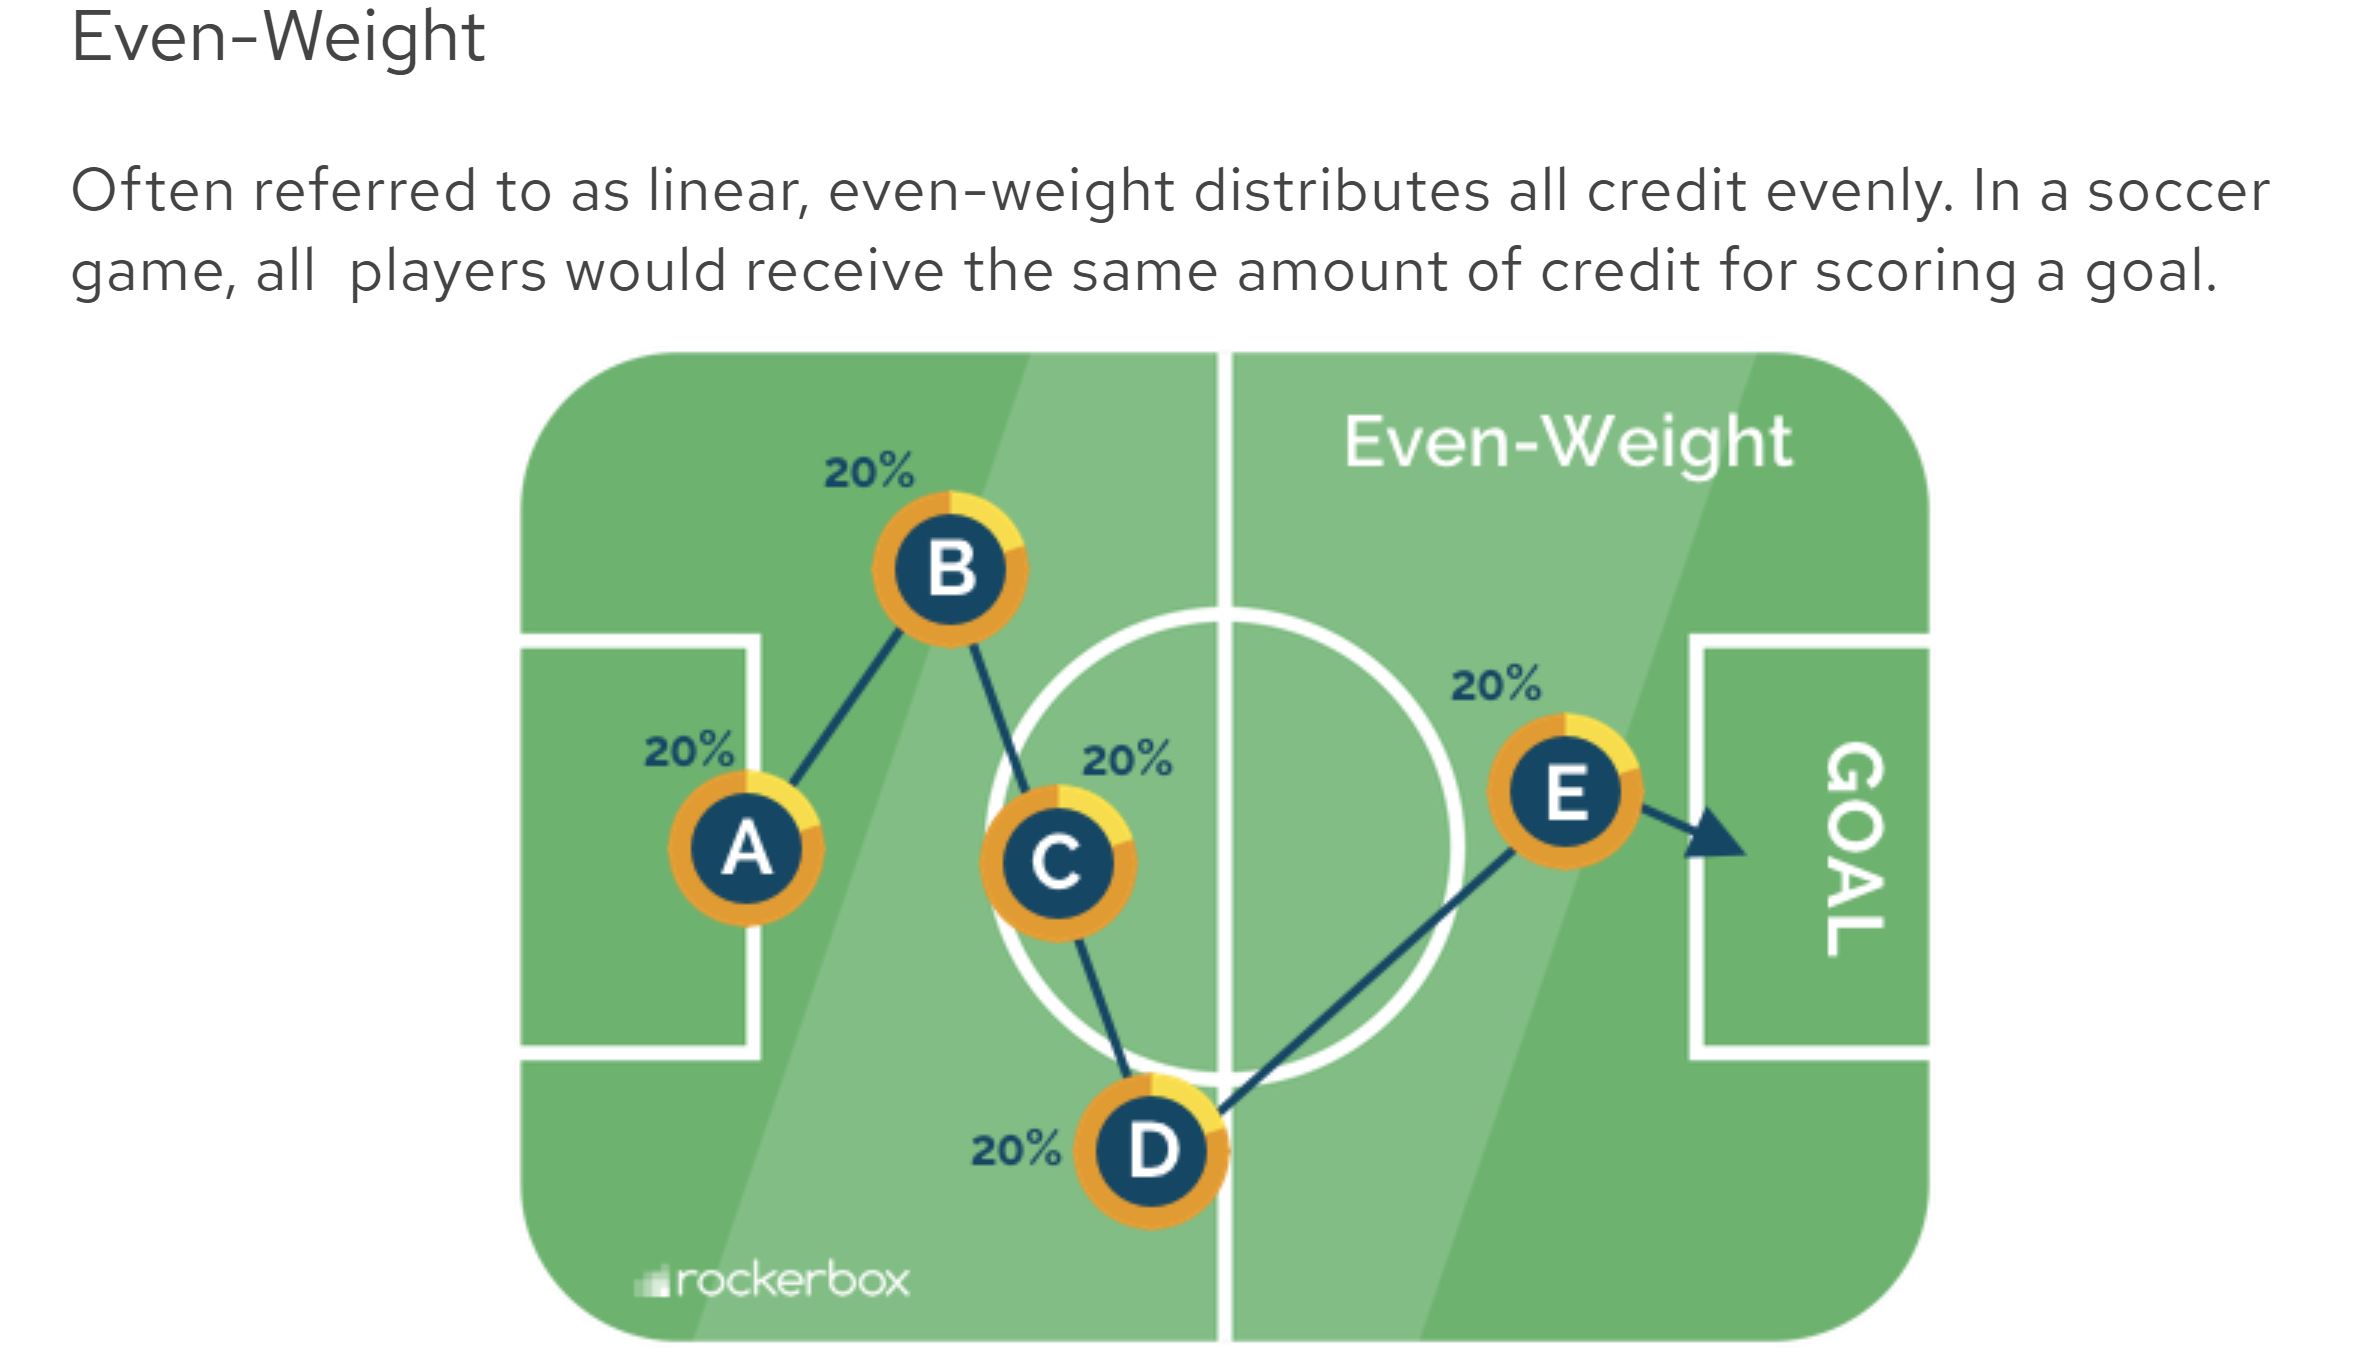 Even-Weight
Often referred to as linear, even-weight distributes all credit evenly. In a soccer
game, all  players would receive the same amount of credit for scoring a goal.
Even-Weight
20%
B
20%
A
20%
C
20%
E
GOAL
20%
D
rockerbox